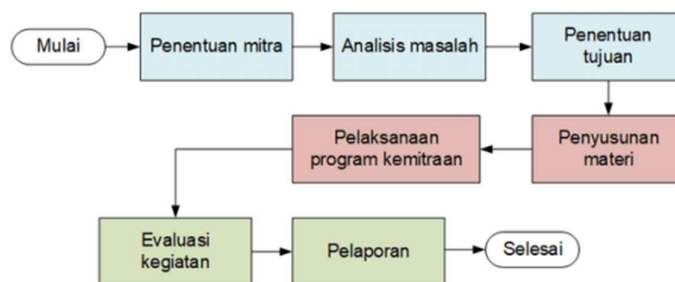 Mulai
Penentuan mitra
Analisis masalah
Penentuan
tujuan
Penyusunan
materi
Pelaksanaan
program kemitraan
Evaluasi
kegiatan
Pelaporan
Selesai